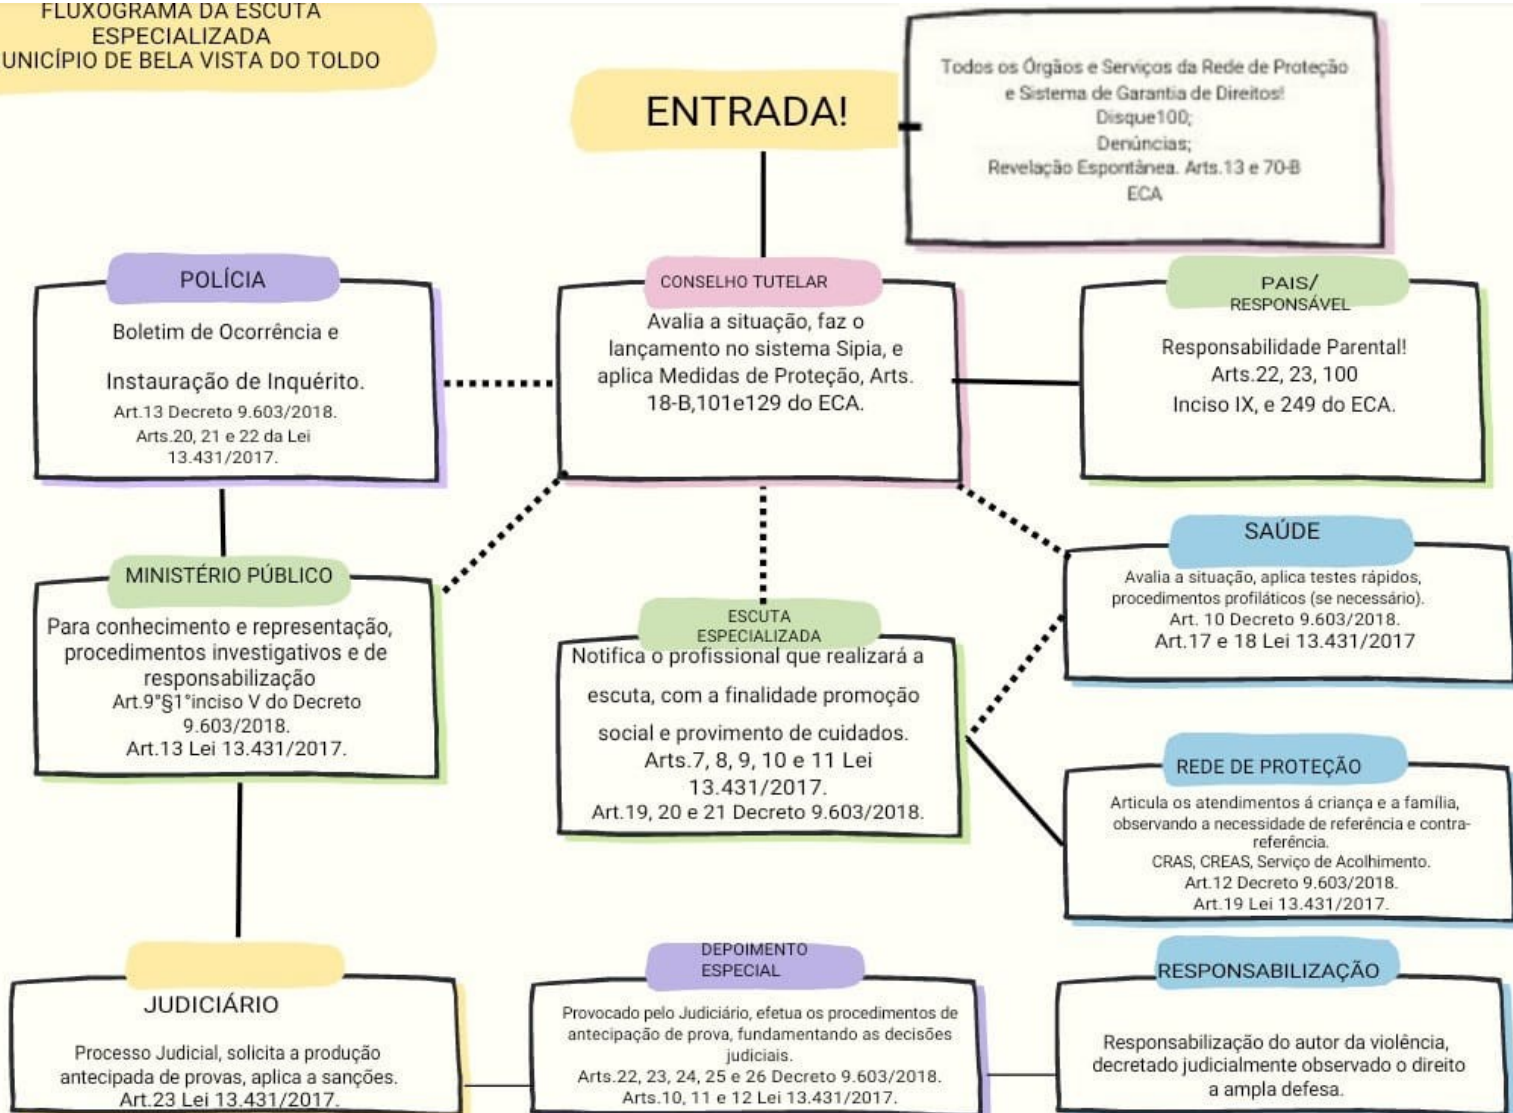 FLUXOGRAMA DA ESCUTA
ESPECIALIZADA
UNICÍPIO DE BELA VISTA DO TOLDO
ENTRADA!
Todos os Órgãos e Serviços da Rede de Proteção
e Sistema de Garantia de Direitos!
Disque100;
Denúncias;
Revelação Espontânea. Arts.13 e 70-B
ECA
POLÍCIA
Boletim de Ocorrência e
Instauração de Inquérito.
Art.13 Decreto 9.603/2018.
Arts.20, 21 e 22 da Lei
13.431/2017.
CONSELHO TUTELAR
Avalia a situação, faz o
lançamento no sistema Sipia, e
aplica Medidas de Proteção, Arts.
18-B,101e129 do ECA.
PAIS/
RESPONSÁVEL
Responsabilidade Parental!
Arts.22, 23, 100
Inciso IX, e 249 do ECA.
MINISTÉRIO PÚBLICO
Para conhecimento e representação,
procedimentos investigativos e de
responsabilização
Art.9°§1°inciso V do Decreto
9.603/2018.
Art.13 Lei 13.431/2017.
ESCUTA
ESPECIALIZADA
Notifica o profissional que realizará a
escuta, com a finalidade promoção
social e provimento de cuidados.
Arts.7, 8, 9, 10 e 11 Lei
13.431/2017.
Art.19, 20 e 21 Decreto 9.603/2018.
SAÚDE
Avalia a situação, aplica testes rápidos,
procedimentos profiláticos (se necessário).
Art. 10 Decreto 9.603/2018.
Art.17 e 18 Lei 13.431/2017
REDE DE PROTEÇÃO
Articula os atendimentos á criança e a família,
observando a necessidade de referência e contra-
referência.
CRAS, CREAS, Serviço de Acolhimento.
Art.12 Decreto 9.603/2018.
Art.19 Lei 13.431/2017.
JUDICIÁRIO
Processo Judicial, solicita a produção
antecipada de provas, aplica a sanções.
Art.23 Lei 13.431/2017.
DEPOIMENTO
ESPECIAL
Provocado pelo Judiciário, efetua os procedimentos de
antecipação de prova, fundamentando as decisões
judiciais.
Arts.22, 23, 24, 25 e 26 Decreto 9.603/2018.
Arts.10, 11 e 12 Lei 13.431/2017.
RESPONSABILIZAÇÃO
Responsabilização do autor da violência,
decretado judicialmente observado o direito
a ampla defesa.